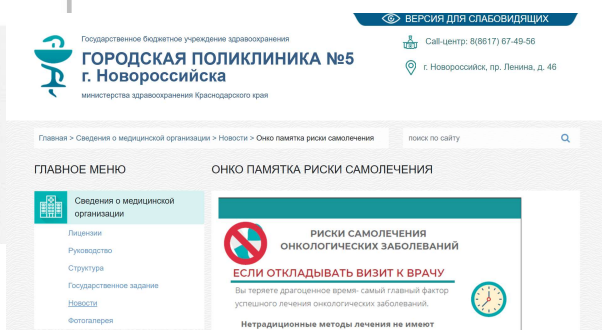 ВЕРСИЯ ДЛЯ СЛАБОВИДЯЩИХ
Государственное бюджетное учреждение здравоохранения
ГОРОДСКАЯ ПОЛИКЛИНИКА №5
г. Новороссийска
министерства здравоохранения Краснодарского края
Call-центр: 8(8617) 67-49-56
г. Новороссийск, пр. Ленина, д. 46
Главная > Сведения о медицинской организации > Новости > Онко памятка риски самолечения
поиск по сайту
ГЛАВНОЕ МЕНЮ
Сведения о медицинской
организации
Лицензии
Руководство
Структура
Государственное задание
Новости
Фотогалерея
ОНКО ПАМЯТКА РИСКИ САМОЛЕЧЕНИЯ
РИСКИ САМОЛЕЧЕНИЯ
ОНКОЛОГИЧЕСКИХ ЗАБОЛЕВАНИЙ
ЕСЛИ ОТКЛАДЫВАТЬ ВИЗИТ К ВРАЧУ
Вы теряете драгоценное время- самый главный фактор
успешного лечения онкологических заболеваний.
Нетрадиционные методы лечения не имеют